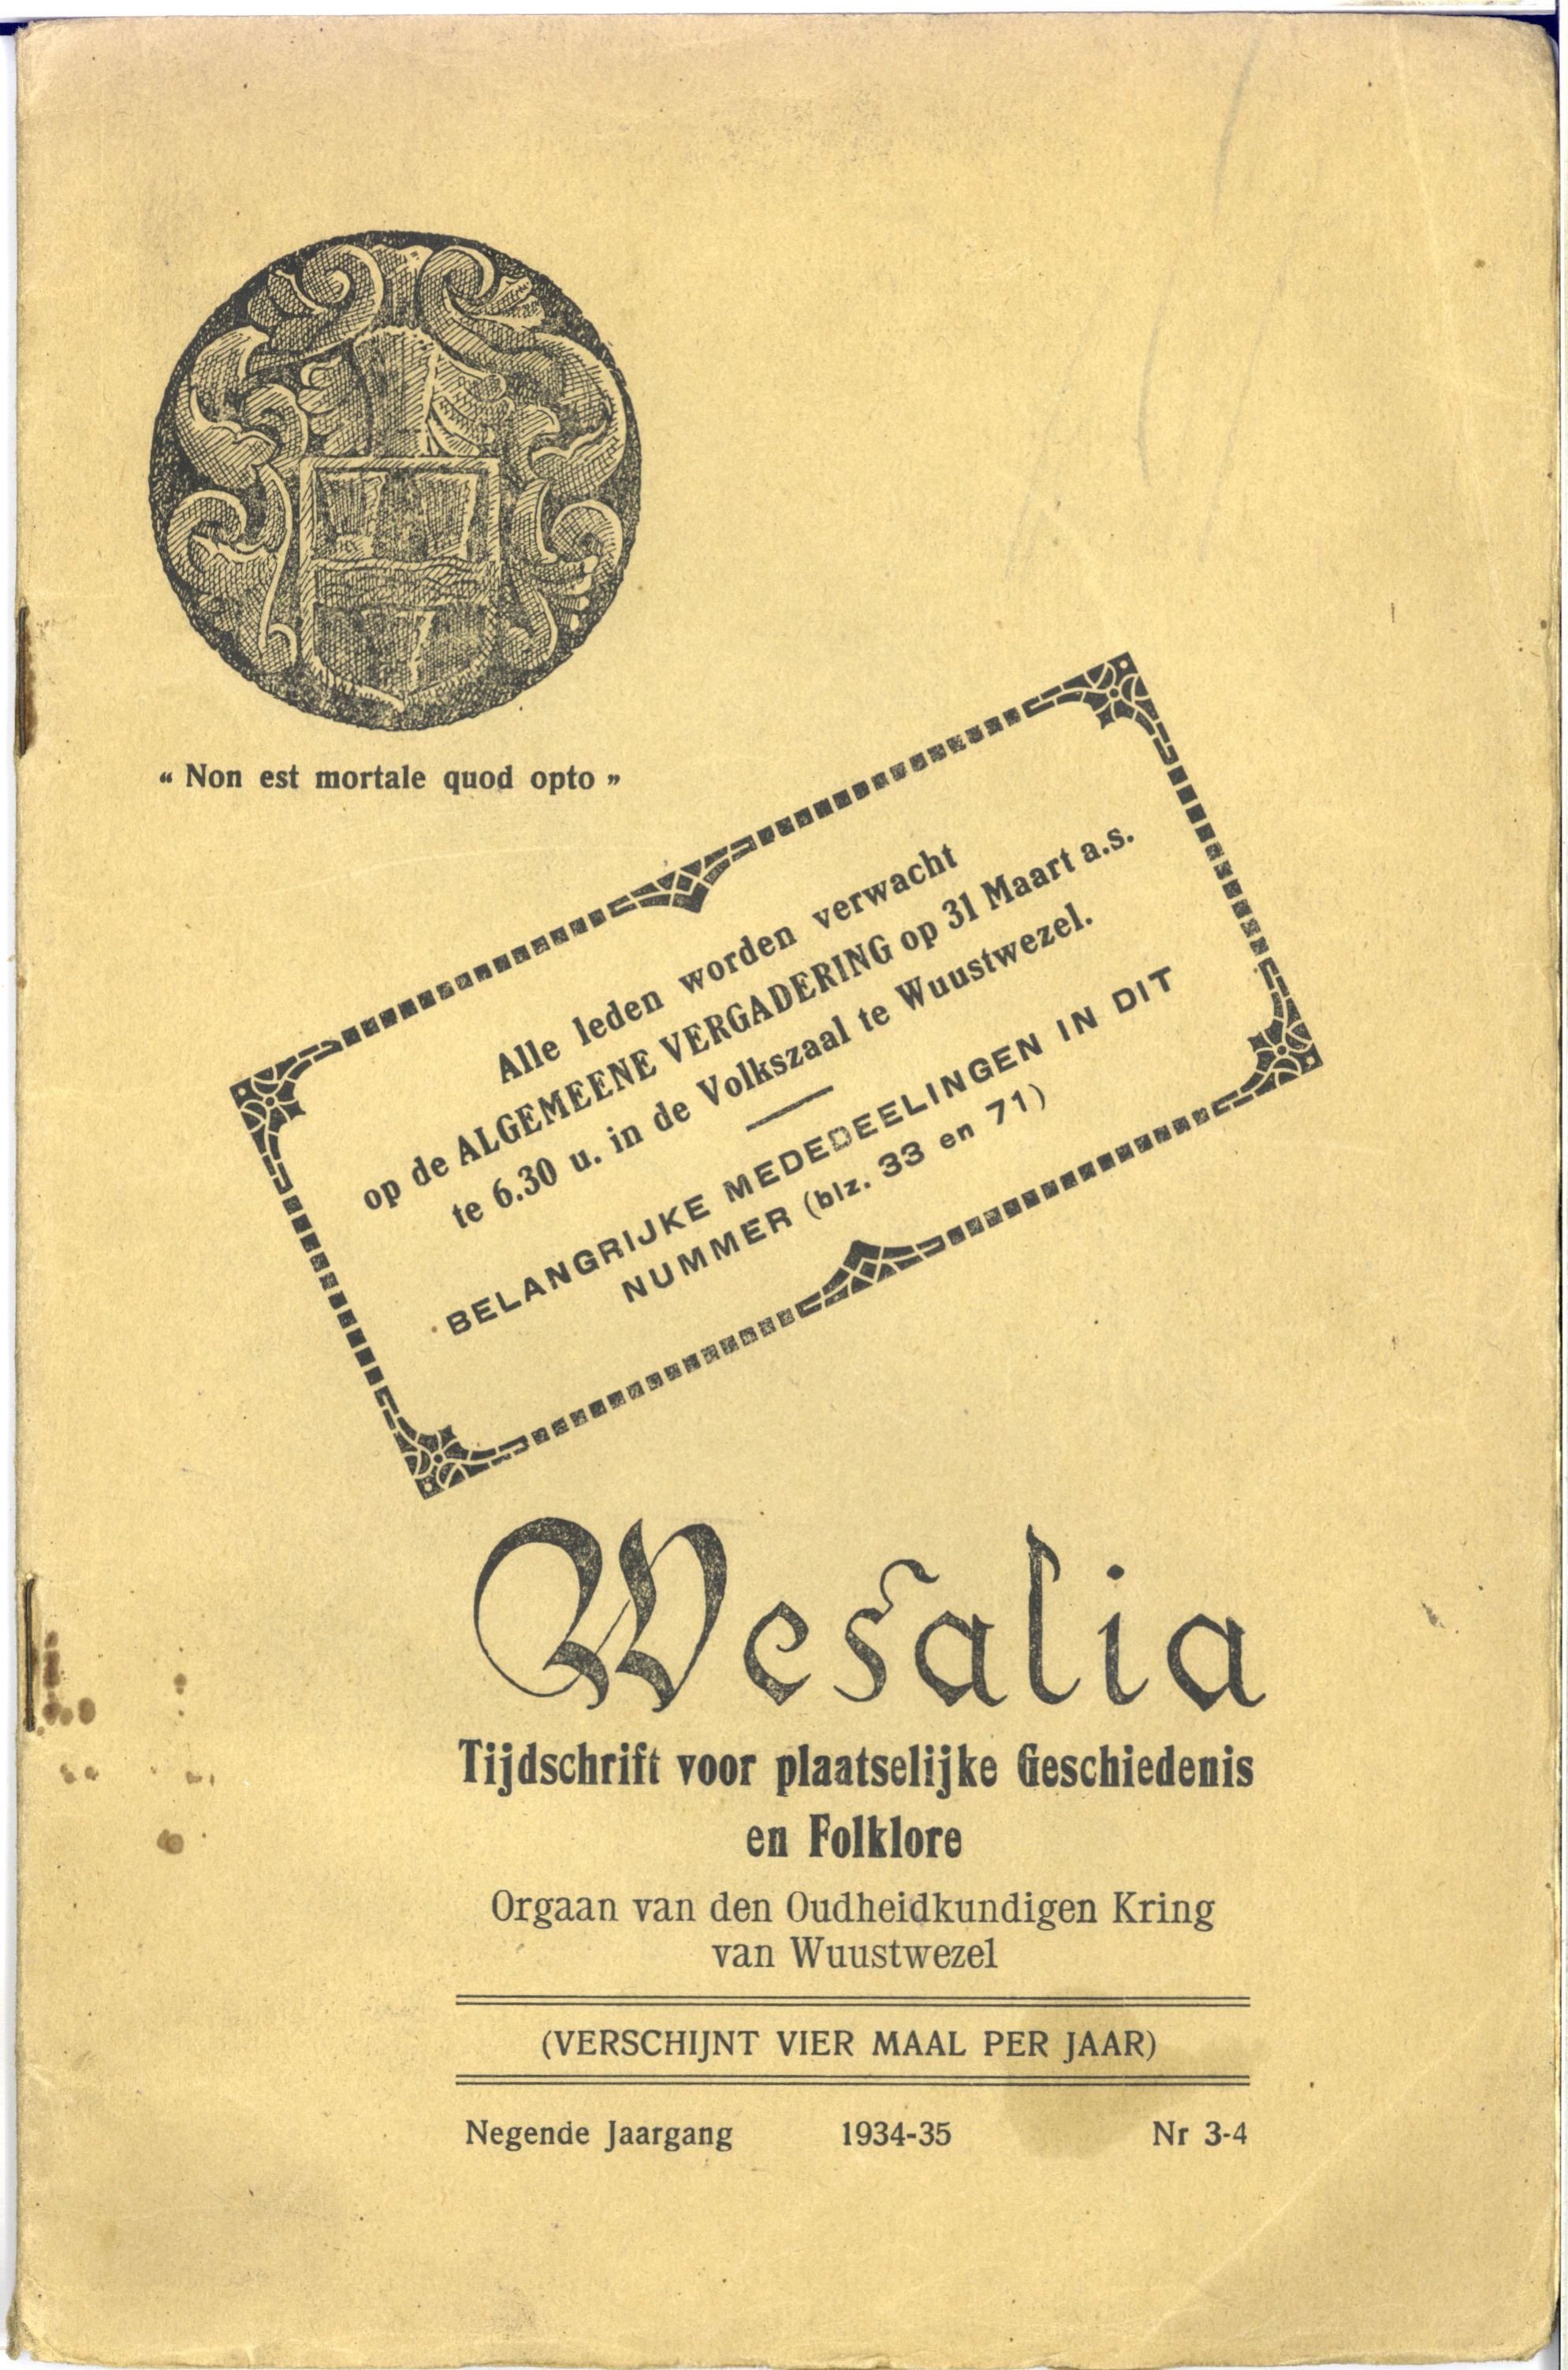 “ Non est mortale quod opto ”
Alle leden worden verwacht
op de ALGEMEENE VERGADERING op 31 Maart a.s.
te 6.30 u. in de Volkszaal te Wuustwezel.
BELANGRIJKE MEDEDEELINGEN IN DIT
NUMMER (blz. 33 en 71)
Wesalia
Tijdschrift voor plaatselijke Geschiedenis
en Folklore
Orgaan van den Oudheidkundigen Kring
van Wuustwezel
(VERSCHIJNT VIER MAAL PER JAAR)
Negende Jaargang 1934-35 Nr 3-4